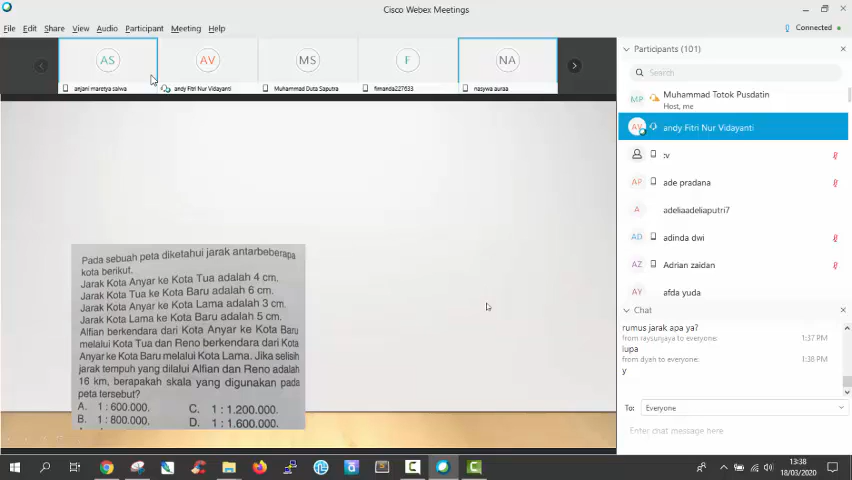 Cisco Webex Meetings
File Edit Share View Audio Participant Meeting Help
Connected
AS
AV
MS
F
NA
anjani maretya salwa
andy Fitri Nur Vidayanti
Muhammad Duta Saputra
fimanda227633
nasywa auraa
Participants (101)
Search
MP
Muhammad Totok Pusdatin
Host, me
AV
andy Fitri Nur Vidayanti
:v
AP
ade pradana
A
adeliaadeliaputri7
AD
adinda dwi
AZ
Adrian zaidan
AY
afda yuda
Pada sebuah peta diketahui jarak antarbeberapa
kota berikut.
Jarak Kota Anyar ke Kota Tua adalah 4 cm.
Jarak Kota Tua ke Kota Baru adalah 6 cm.
Jarak Kota Anyar ke Kota Lama adalah 3 cm.
Jarak Kota Lama ke Kota Baru adalah 5 cm.
Alfian berkendara dari Kota Anyar ke Kota Baru
melalui Kota Tua dan Reno berkendara dari Kota
Anyar ke Kota Baru melalui Kota Lama. Jika selisih
jarak tempuh yang dilalui Alfian dan Reno adalah
16 km, berapakah skala yang digunakan pada
peta tersebut?
A. 1 : 600.000. C. 1 : 1.200.000.
B. 1 : 800.000. D. 1 : 1.600.000.
Chat
rumus jarak apa ya?
from raysunjaya to everyone: 1:37 PM
lupa
from dyah to everyone: 1:38 PM
y
To: Everyone
Enter chat message here
13:38
18/03/2020